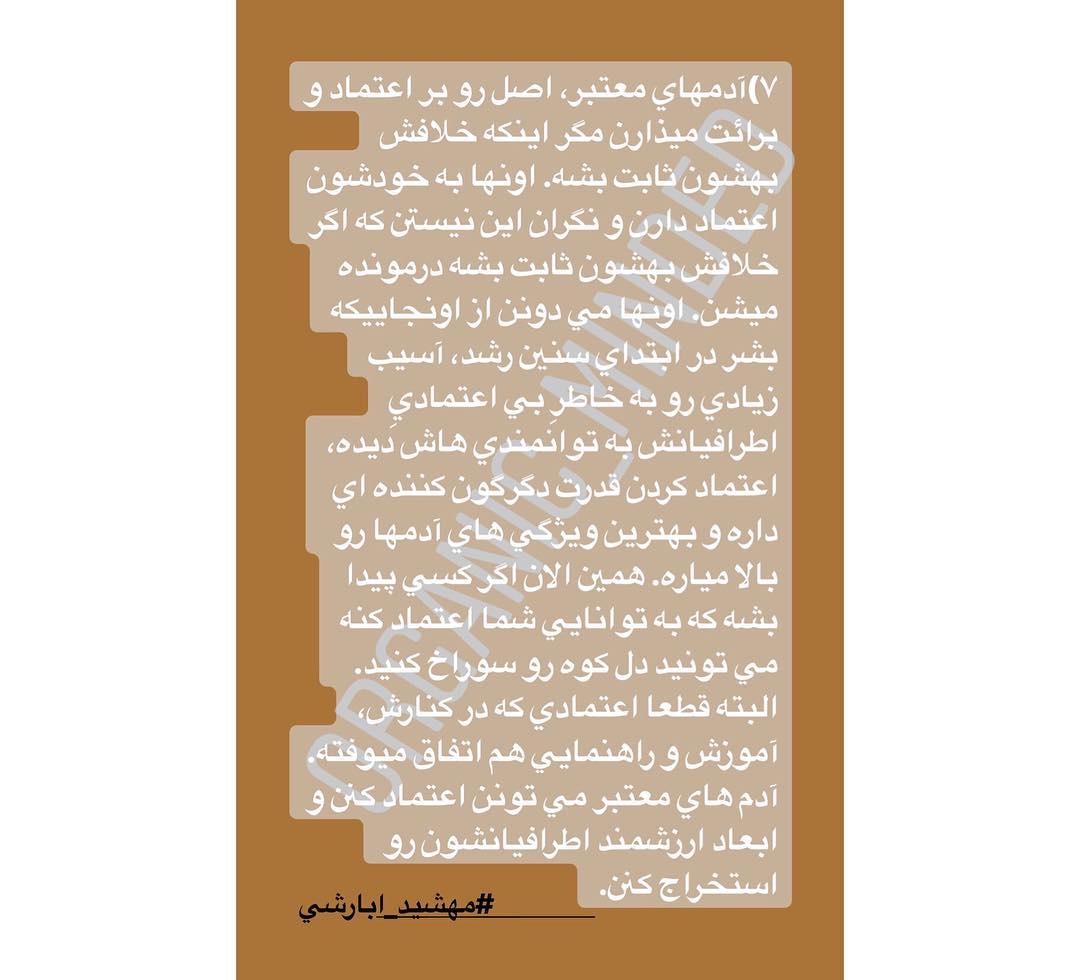 ۷)آدمهاي معتبر، اصل رو بر اعتماد و
برائت ميذارن مگر اينكه خلافش
بهشون ثابت بشه. اونها به خودشون
اعتماد دارن و نگران اين نيستن كه اگر
خلافش بهشون ثابت بشه درمونده
ميشن. اونها مي دونن از اونجاييكه
بشر در ابتداي سنين رشد، آسيب
زيادي رو به خاطرِ بي اعتماديِ
اطرافيانش به توانمندي هاش ديده،
اعتماد كردن قدرت دگرگون كننده اي
داره و بهترين ويژگي هاي آدمها رو
بالا مياره. همين الان اگر كسي پيدا
بشه كه به توانايي شما اعتماد كنه
مي تونيد دل كوه رو سوراخ كنيد.
البته قطعا اعتمادي كه در كنارش،
آموزش و راهنمايي هم اتفاق ميوفته.
آدم هاي معتبر مي تونن اعتماد كنن و
ابعاد ارزشمند اطرافيانشون رو
استخراج كنن.
#مهشيد_ابارشي
ORGANIC_MINDED